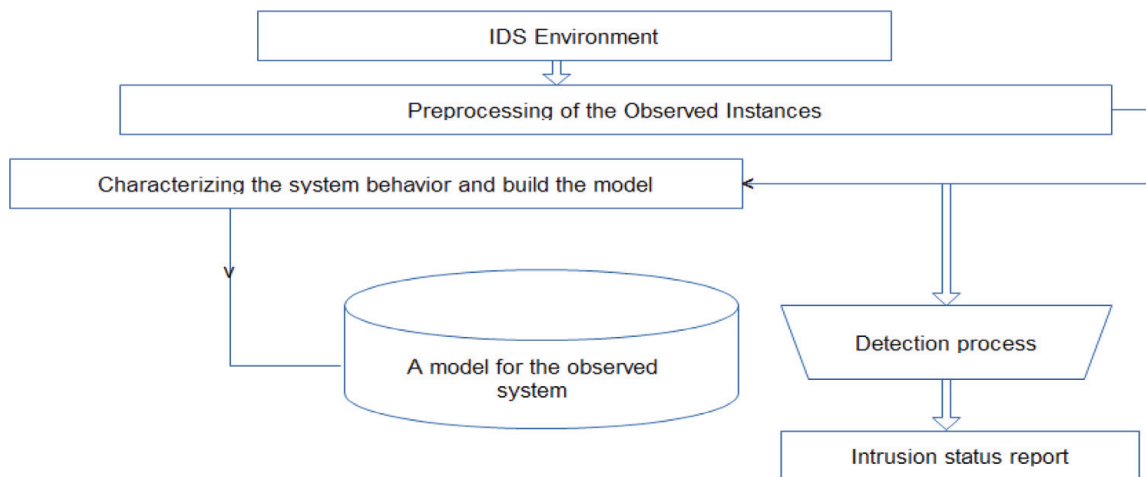 IDS Environment
Preprocessing of the Observed Instances
Characterizing the system behavior and build the model
A model for the observed
system
Detection process
Intrusion status report